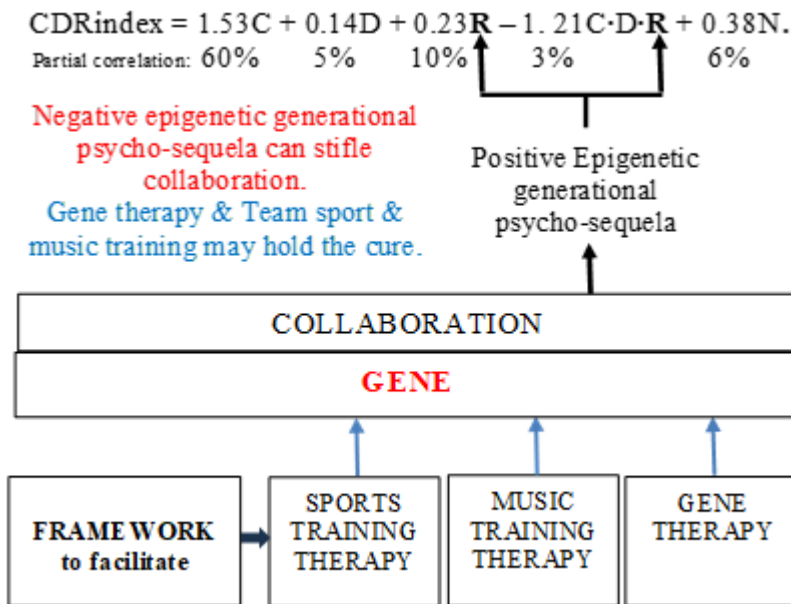 CDRindex = 1.53C + 0.14D + 0.23R – 1. 21C·D·R + 0.38N.
Partial correlation: 60% 5% 10% 3% 6%
Negative epigenetic generational
psycho-sequela can stifle
collaboration.
Gene therapy & Team sport &
music training may hold the cure.
Positive Epigenetic
generational
psycho-sequela
COLLABORATION
GENE
FRAMEWORK
to facilitate
SPORTS
TRAINING
THERAPY
MUSIC
TRAINING
THERAPY
GENE
THERAPY